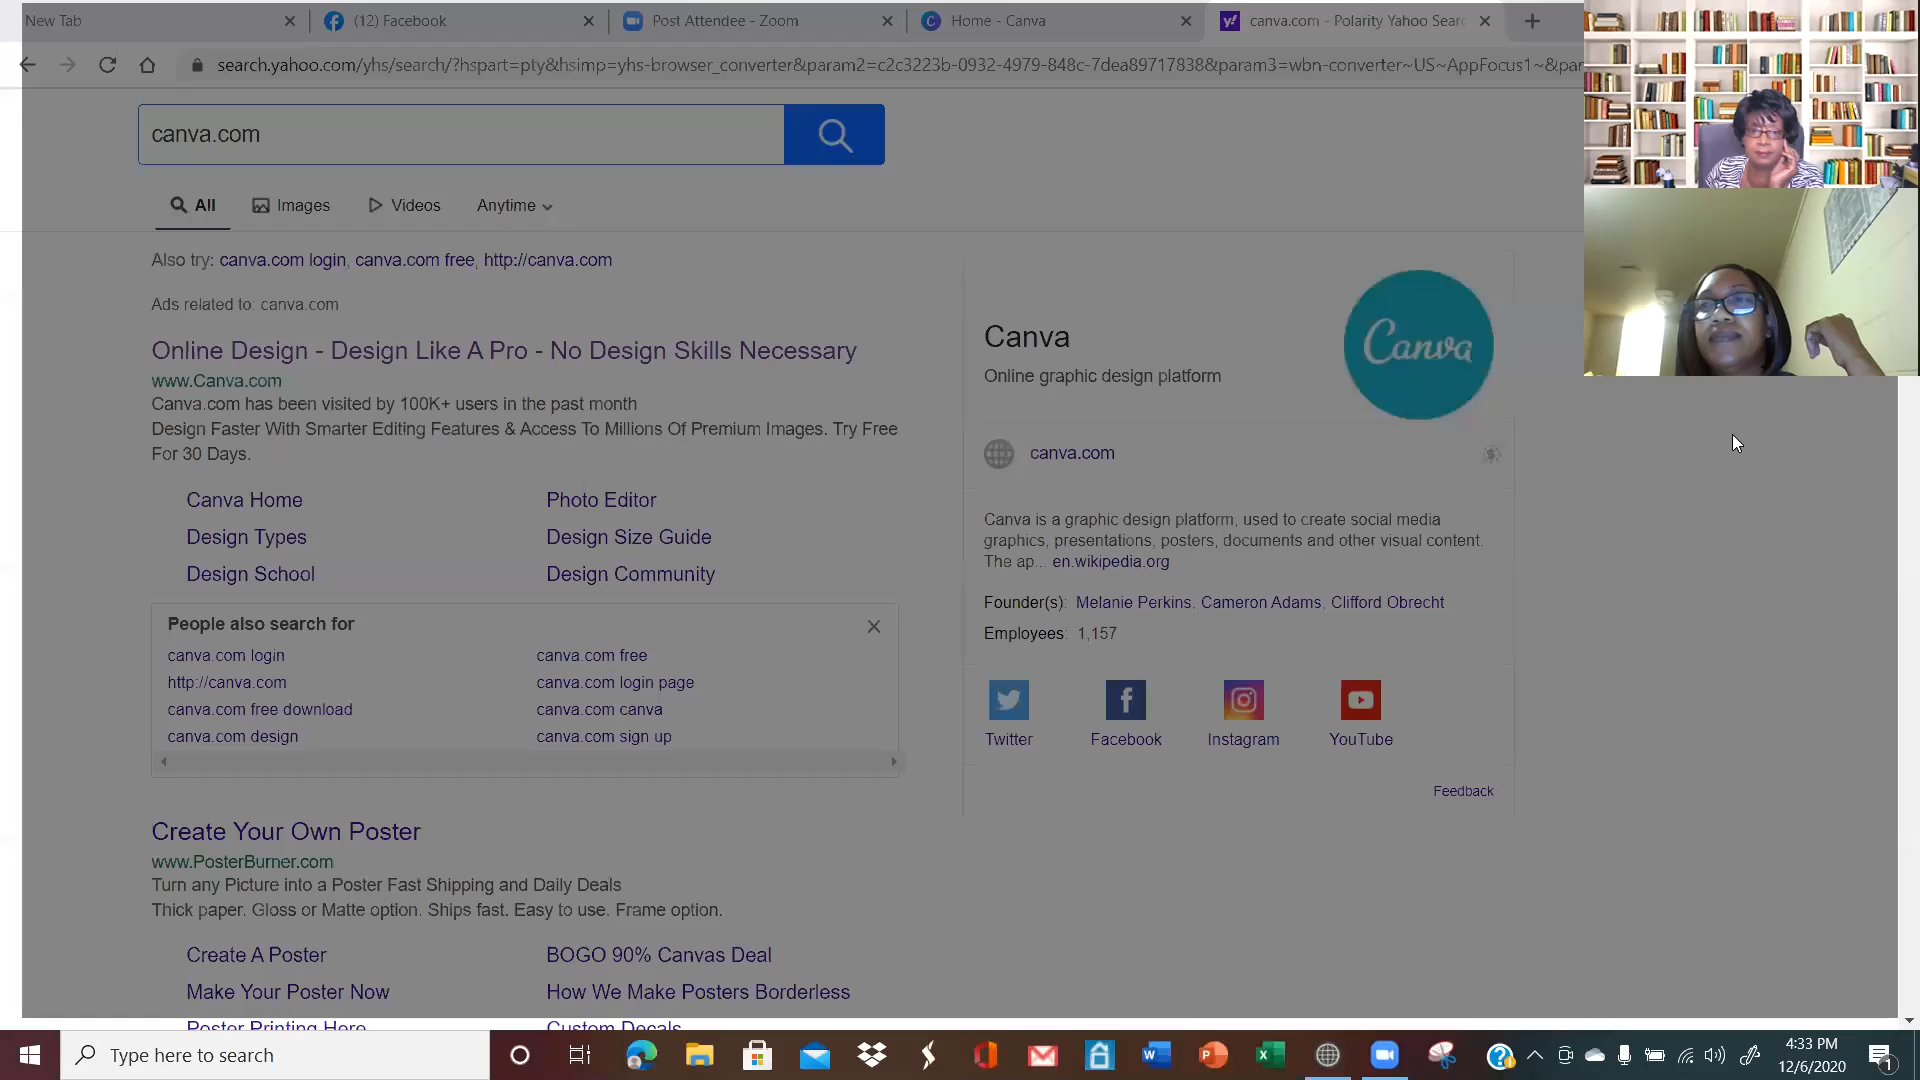 New Tab
(12) Facebook
Post Attendee - Zoom
Home - Canva
canva.com - Polarity Yahoo Searc
search.yahoo.com/yhs/search/?hspart=pty&hsimp=yhs-browser_converter&param2=c2c3223b-0932-4979-848c-7dea89717838&param3=wbn-converter~US~AppFocus1~&par
canva.com
All
Images
Videos
Anytime
Also try: canva.com login, canva.com free, http://canva.com
Ads related to: canva.com
Online Design - Design Like A Pro - No Design Skills Necessary
www.Canva.com
Canva.com has been visited by 100K+ users in the past month
Design Faster With Smarter Editing Features & Access To Millions Of Premium Images. Try Free
For 30 Days.
Canva Home
Photo Editor
Design Types
Design Size Guide
Design School
Design Community
People also search for
canva.com login
canva.com free
http://canva.com
canva.com login page
canva.com free download
canva.com canva
canva.com design
canva.com sign up
Create Your Own Poster
www.PosterBurner.com
Turn any Picture into a Poster Fast Shipping and Daily Deals
Thick paper. Gloss or Matte option. Ships fast. Easy to use. Frame option.
Create A Poster
BOGO 90% Canvas Deal
Make Your Poster Now
How We Make Posters Borderless
Poster Printing Here
Custom Decals
Canva
Online graphic design platform
Canva
canva.com
Canva is a graphic design platform, used to create social media
graphics, presentations, posters, documents and other visual content.
The ap... en.wikipedia.org
Founder(s): Melanie Perkins, Cameron Adams, Clifford Obrecht
Employees: 1,157
Twitter
Facebook
Instagram
YouTube
Feedback
Type here to search
4:33 PM
12/6/2020
1